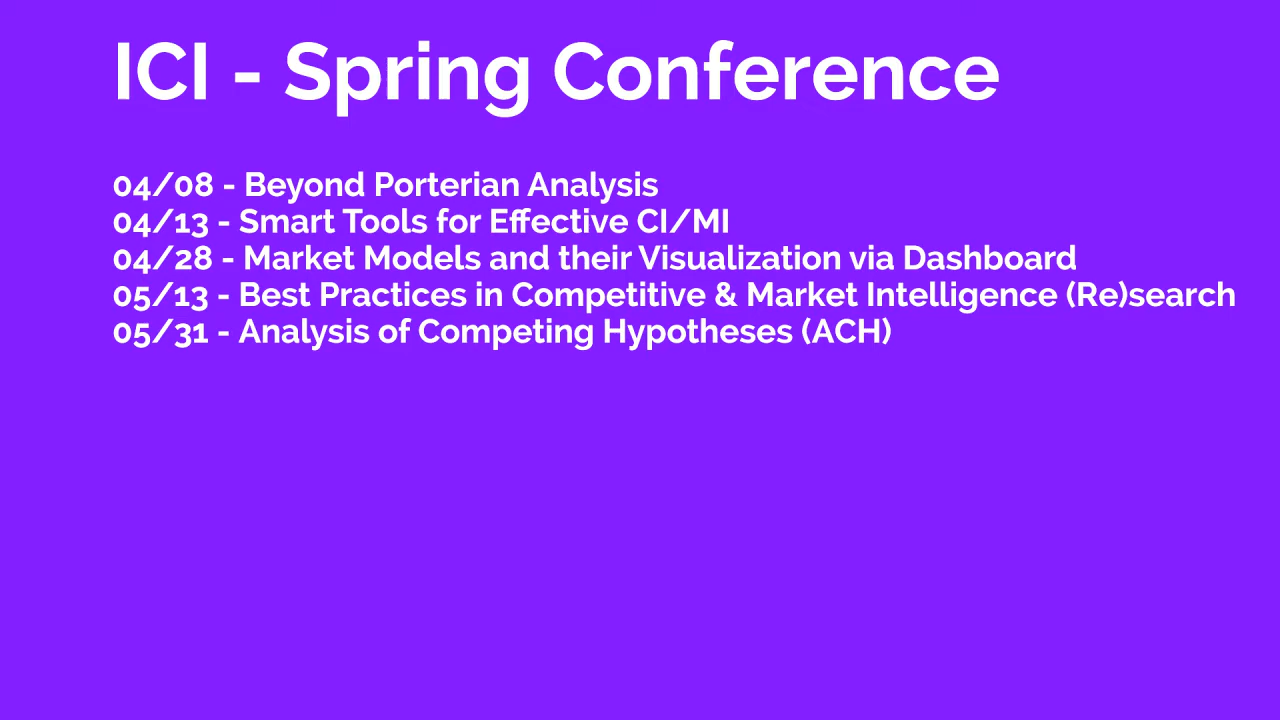 ICI - Spring Conference
04/08 - Beyond Porterian Analysis
04/13 - Smart Tools for Effective CI/MI
04/28 - Market Models and their Visualization via Dashboard
05/13 - Best Practices in Competitive & Market Intelligence (Re)search
05/31 - Analysis of Competing Hypotheses (ACH)